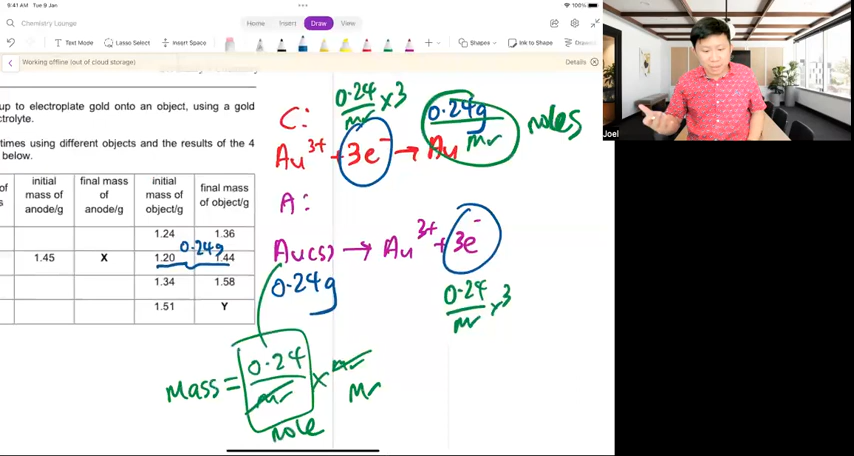 9:41 AM Tue 9 Jan
100%
Chemistry Lounge
Home Insert Draw View
Text Mode Lasso Select Insert Space Shapes Ink to Shape
Working offline (out of cloud storage) Details
up to electroplate gold onto an object, using a gold
ctrolyte.
times using different objects and the results of the 4
below.
of initial mass of anode/g final mass of anode/g initial mass of object/g final mass of object/g
s
1.24 1.36
0.24g
1.45 X 1.20 1.44
1.34 1.58
1.51 Y
0.24/Mr x 3
C: 0.24g/Mr moles
Au3+ + 3e- → Au
A:
Au(s) → Au3+ + 3e-
0.24g
0.24/Mr x 3
Mass = 0.24/Mr x Mr
Mr
mole
Joel